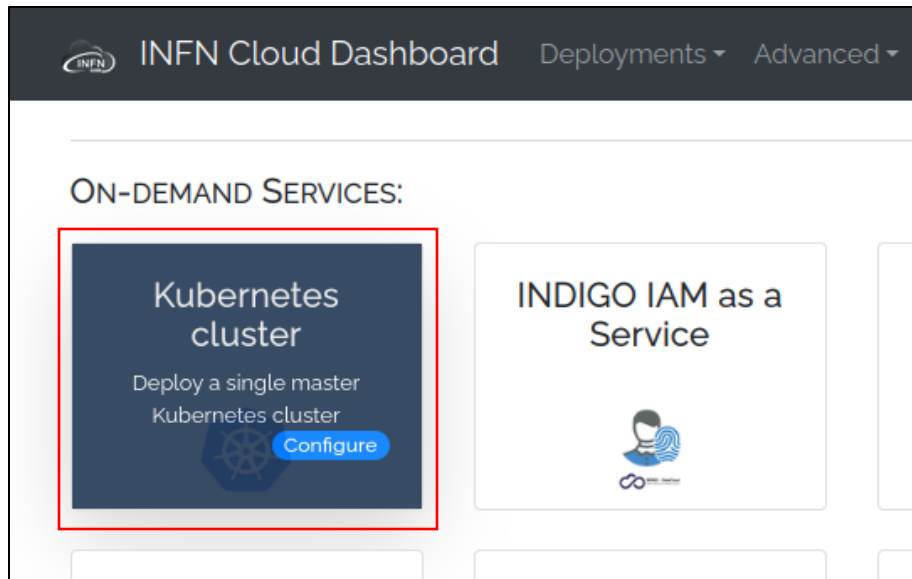 INFN
INFN Cloud Dashboard Deployments Advanced
ON-DEMAND SERVICES:
Kubernetes
cluster
Deploy a single master
Kubernetes cluster
Configure
INDIGO IAM as a
Service